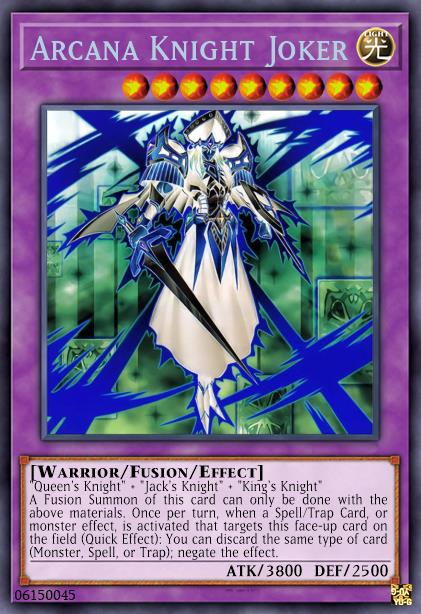 ARCANA KNIGHT JOKER
LIGHT
光
[WARRIOR/FUSION/EFFECT]
"Queen's Knight" + "Jack's Knight" + "King's Knight"
A Fusion Summon of this card can only be done with the
above materials. Once per turn, when a Spell/Trap Card, or
monster effect, is activated that targets this face-up card on
the field (Quick Effect): You can discard the same type of card
(Monster, Spell, or Trap); negate the effect.
ATK/3800 DEF/2500
06150045